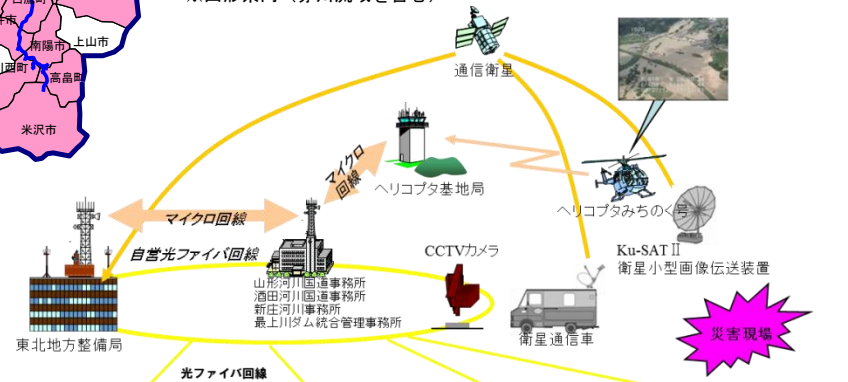 南陽市
上山市
川西町
高畠町
米沢市
通信衛星
マイクロ
回線
ヘリコプタ基地局
マイクロ回線
ヘリコプタみちのく号
自営光ファイバ回線
CCTVカメラ
Ku-SATⅡ
衛星小型画像伝送装置
山形河川国道事務所
酒田河川国道事務所
新庄河川事務所
最上川ダム統合管理事務所
東北地方整備局
衛星通信車
災害現場
光ファイバ回線